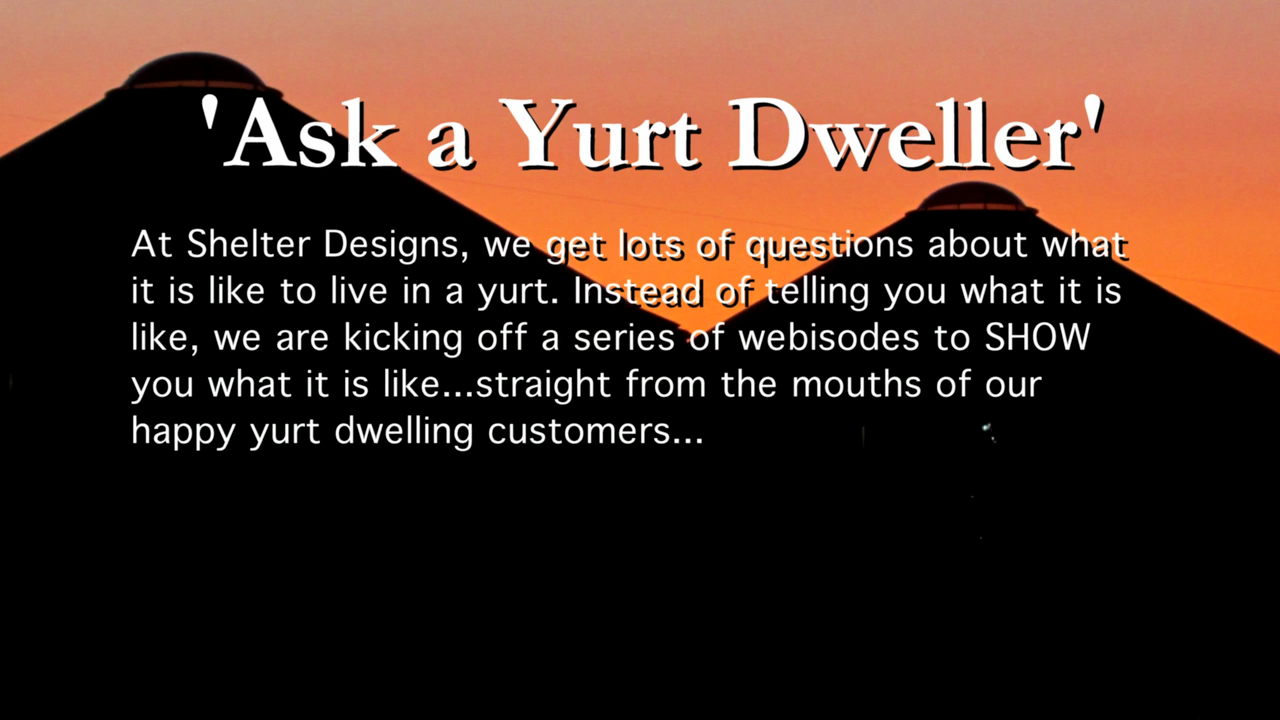 'Ask a Yurt Dweller'
At Shelter Designs, we get lots of questions about what
it is like to live in a yurt. Instead of telling you what it is
like, we are kicking off a series of webisodes to SHOW
you what it is like...straight from the mouths of our
happy yurt dwelling customers...